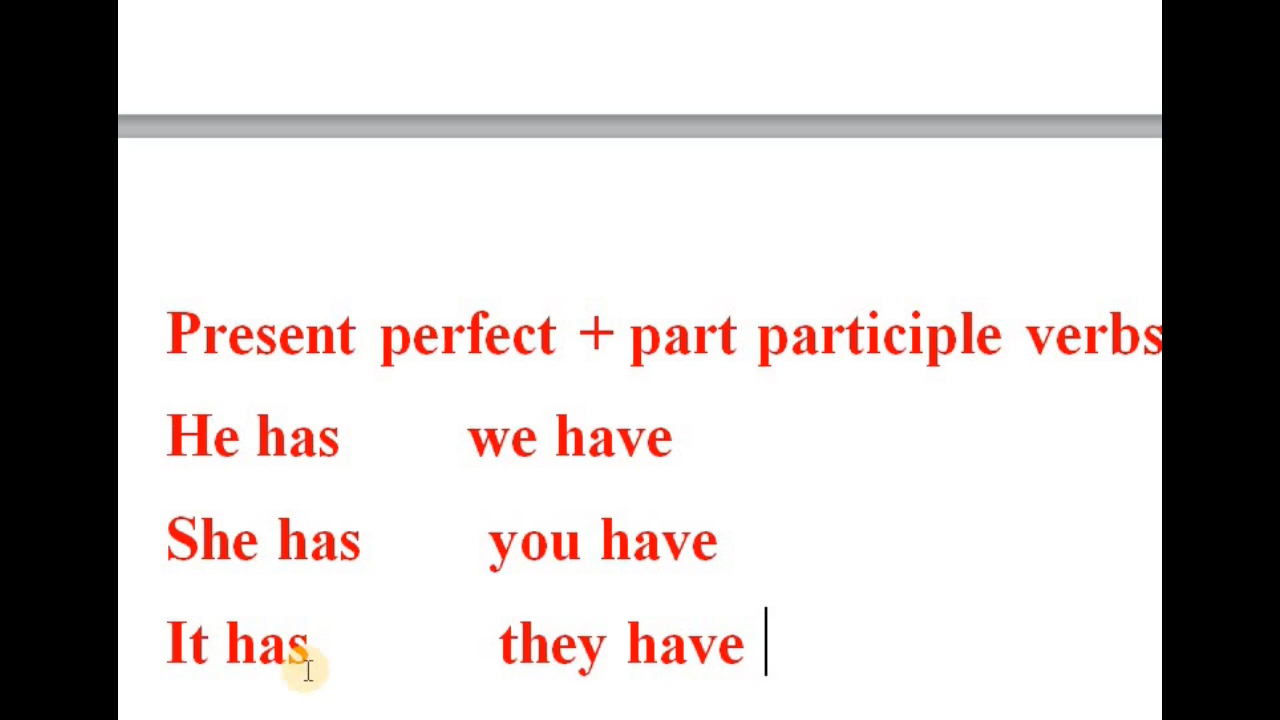 Present perfect + part participle verbs
He has we have
She has you have
It has they have